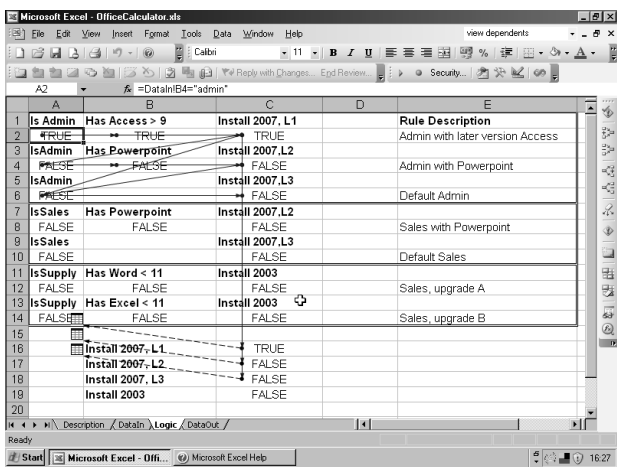 Microsoft Excel - OfficeCalculator.xls
File Edit View Insert Format Tools Data Window Help view dependents
Calibri 11 B I U
Reply with Changes... End Review... Security...
A2 fx =DataIn!B4="admin"
A B C D E
1 Is Admin Has Access > 9 Install 2007, L1 Rule Description
2 TRUE TRUE TRUE Admin with later version Access
3 IsAdmin Has Powerpoint Install 2007,L2
4 FALSE FALSE FALSE Admin with Powerpoint
5 IsAdmin Install 2007,L3
6 FALSE FALSE Default Admin
7 IsSales Has Powerpoint Install 2007,L2
8 FALSE FALSE FALSE Sales with Powerpoint
9 IsSales Install 2007,L3
10 FALSE FALSE Default Sales
11 IsSupply Has Word < 11 Install 2003
12 FALSE FALSE FALSE Sales, upgrade A
13 IsSupply Has Excel < 11 Install 2003
14 FALSE FALSE FALSE Sales, upgrade B
15
16 Install 2007, L1 TRUE
17 Install 2007, L2 FALSE
18 Install 2007, L3 FALSE
19 Install 2003 FALSE
20
Description DataIn Logic DataOut
Ready
Start Microsoft Excel - Offi... Microsoft Excel Help 16:27